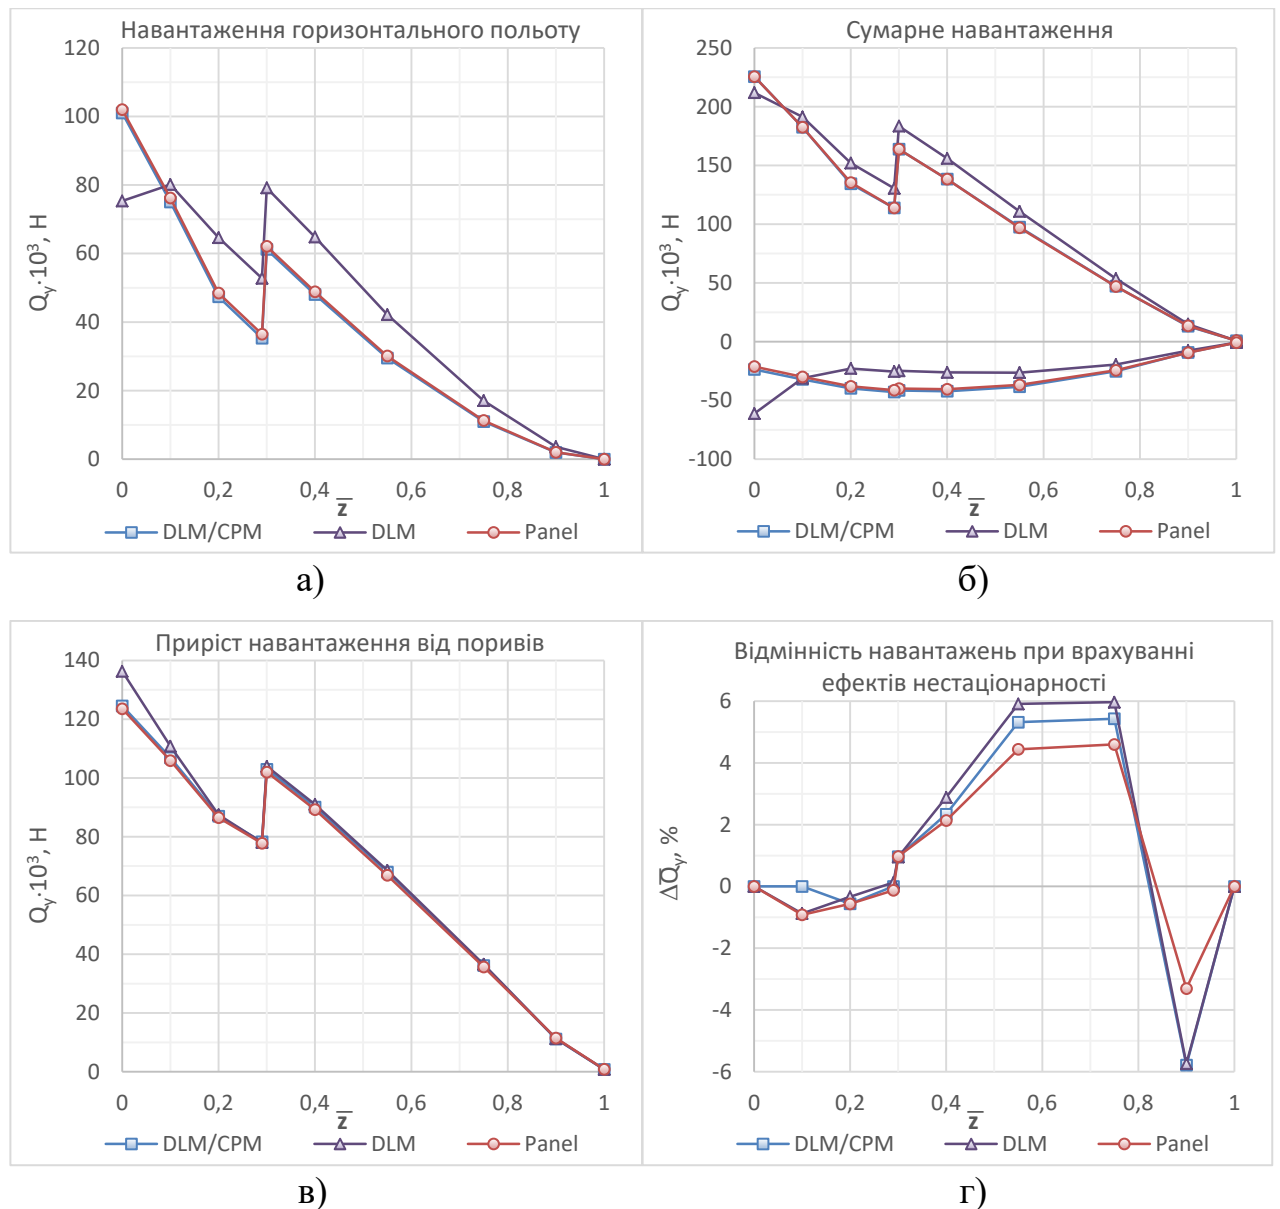 Навантаження горизонтального польоту
120
100
80
60
40
20
0
Qy·10³, Н
0 0,2 0,4 0,6 0,8 1
z̅
DLM/CPM DLM Panel
а)
Сумарне навантаження
250
200
150
100
50
0
-50
-100
Qy·10³, Н
0 0,2 0,4 0,6 0,8 1
z̅
DLM/CPM DLM Panel
б)
Приріст навантаження від поривів
140
120
100
80
60
40
20
0
Qy·10³, Н
0 0,2 0,4 0,6 0,8 1
z̅
DLM/CPM DLM Panel
в)
Відмінність навантажень при врахуванні
ефектів нестаціонарності
6
4
2
0
-2
-4
-6
ΔQ̅y, %
0 0,2 0,4 0,6 0,8 1
z̅
DLM/CPM DLM Panel
г)